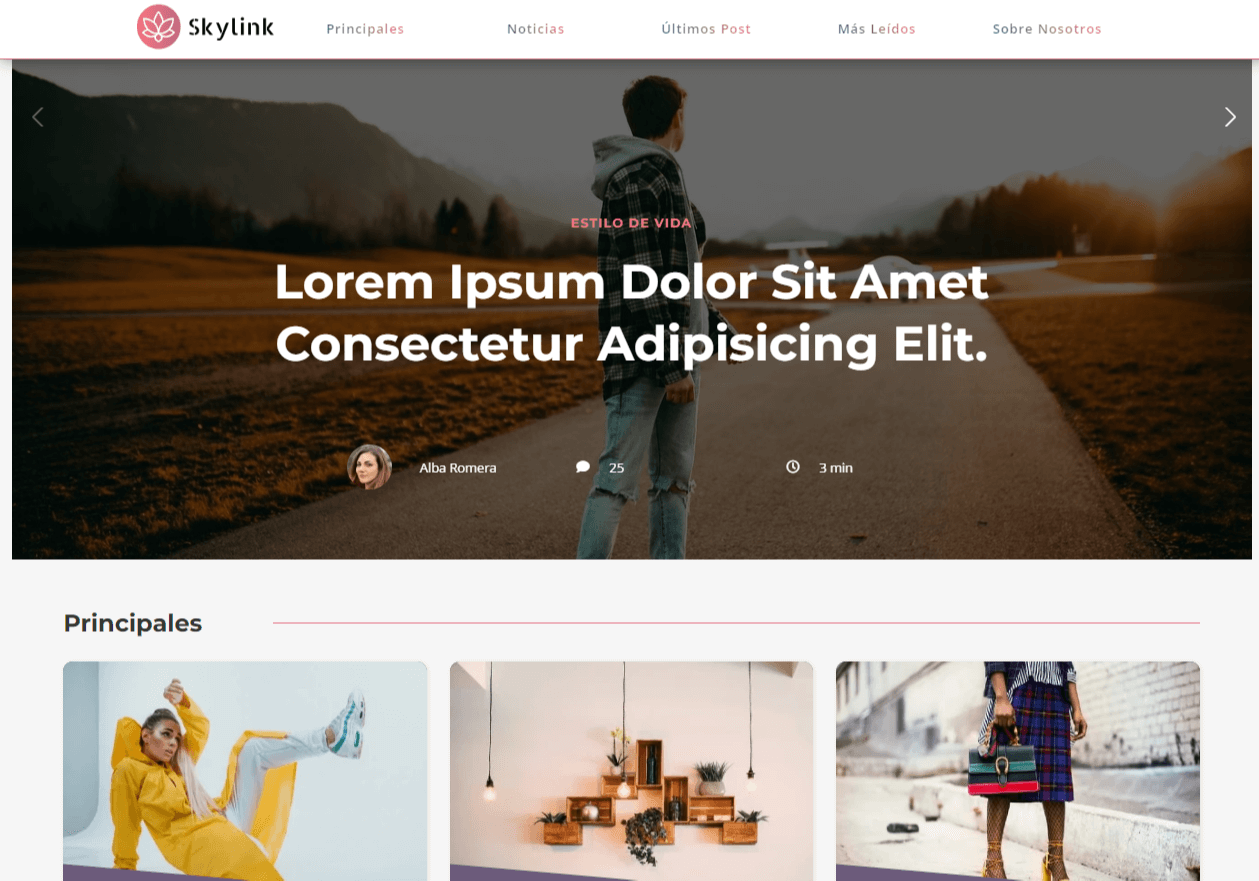 Skylink
Principales
Noticias
Últimos Post
Más Leídos
Sobre Nosotros
ESTILO DE VIDA
Lorem Ipsum Dolor Sit Amet
Consectetur Adipisicing Elit.
Alba Romera
25
3 min
Principales